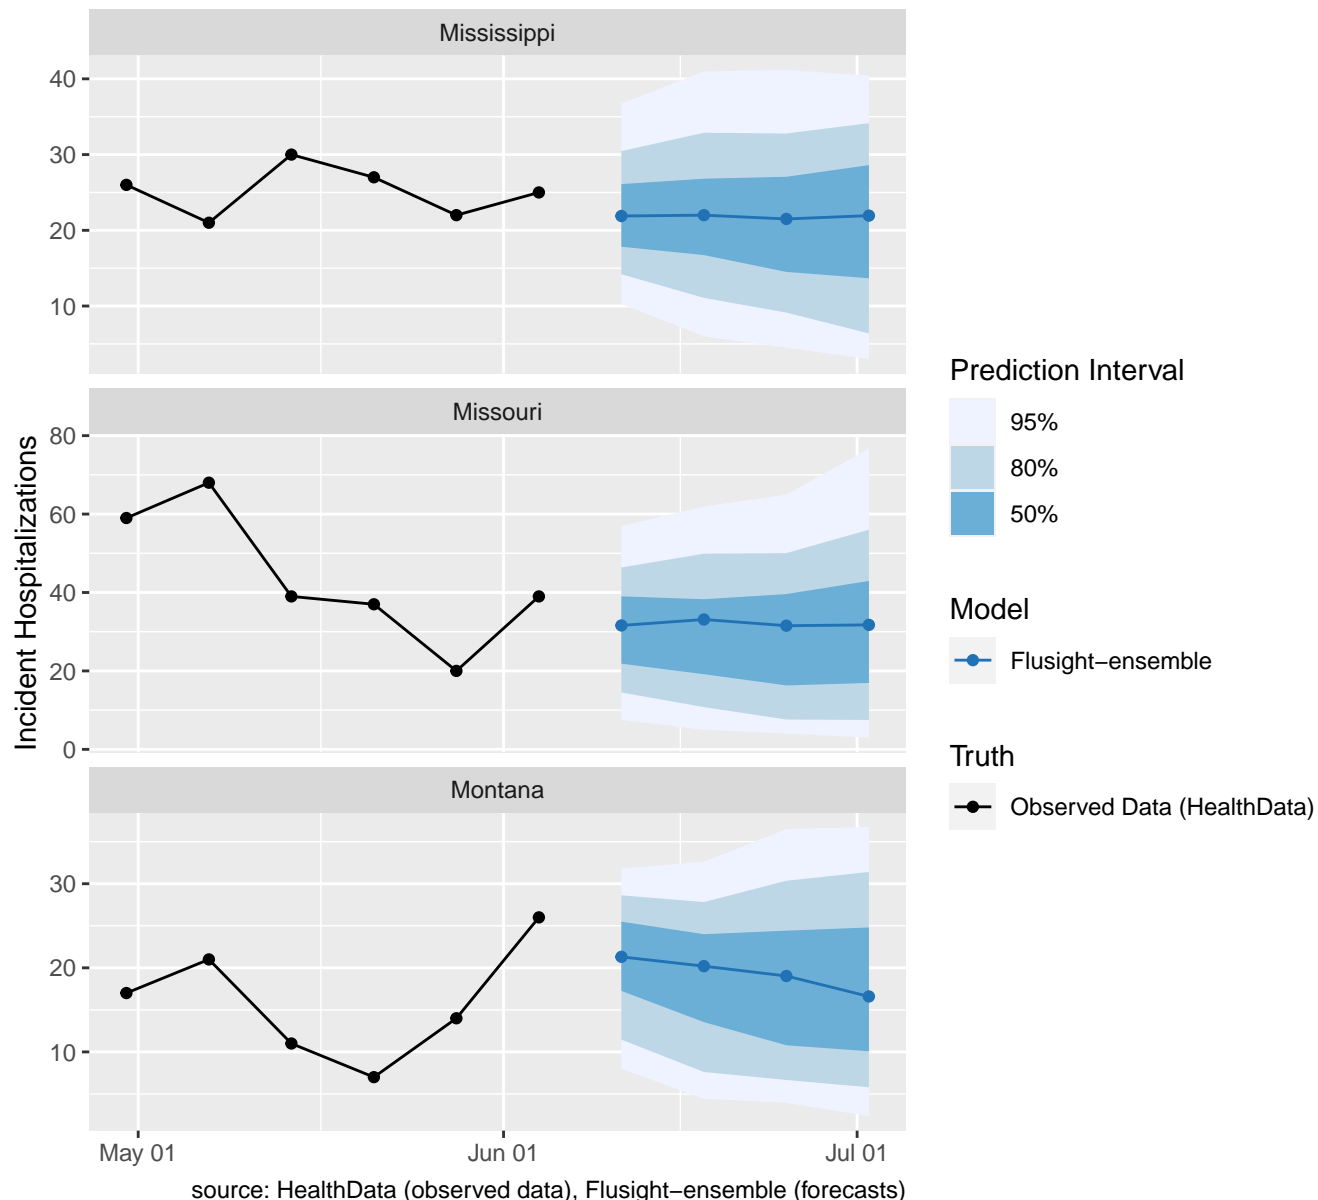 Mississippi
40
30
20
10
Missouri
80
60
40
20
0
Montana
30
20
10
May 01
Jun 01
Jul 01
Incident Hospitalizations
source: HealthData (observed data), Flusight−ensemble (forecasts)
Prediction Interval
95%
80%
50%
Model
Flusight−ensemble
Truth
Observed Data (HealthData)